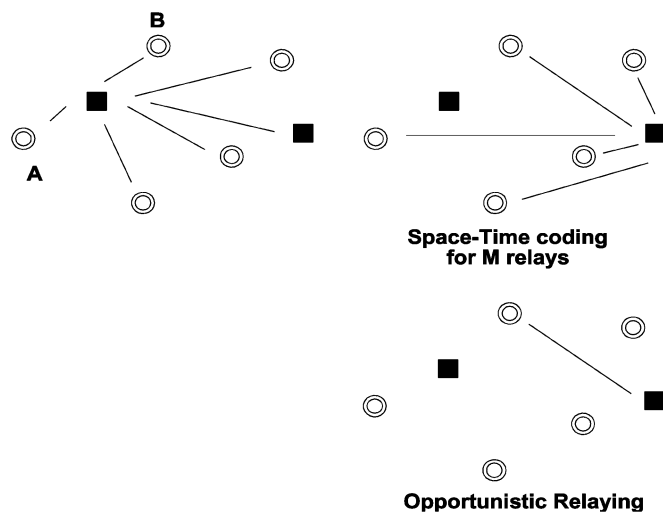 B
A
Space-Time coding
for M relays
Opportunistic Relaying